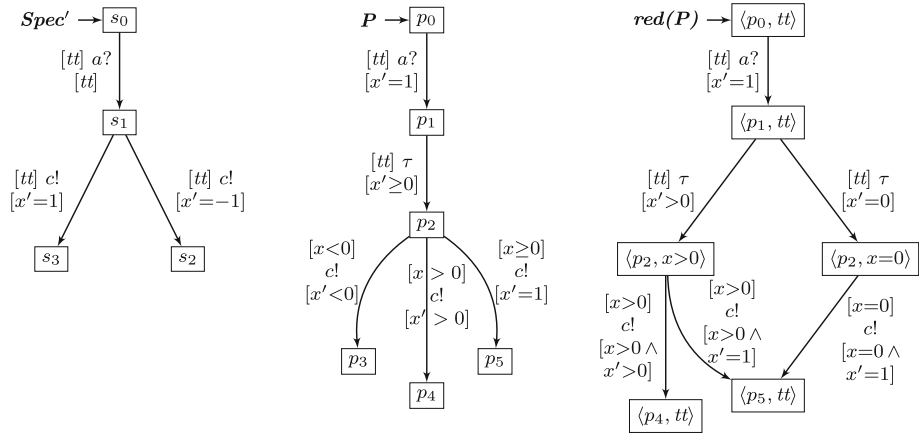 Spec′
s₀
[tt] a?
[tt]
s₁
[tt] c!
[x′=1]
[tt] c!
[x′=−1]
s₃
s₂
P
p₀
[tt] a?
[x′=1]
p₁
[tt] τ
[x′≥0]
p₂
[x<0]
c!
[x′<0]
[x > 0]
c!
[x′ > 0]
[x≥0]
c!
[x′=1]
p₃
p₅
p₄
red(P)
⟨p₀, tt⟩
[tt] a?
[x′=1]
⟨p₁, tt⟩
[tt] τ
[x′>0]
[tt] τ
[x′=0]
⟨p₂, x>0⟩
⟨p₂, x=0⟩
[x>0]
c!
[x>0 ∧
x′>0]
[x>0]
c!
[x>0 ∧
x′=1]
[x=0]
c!
[x=0 ∧
x′=1]
⟨p₅, tt⟩
⟨p₄, tt⟩